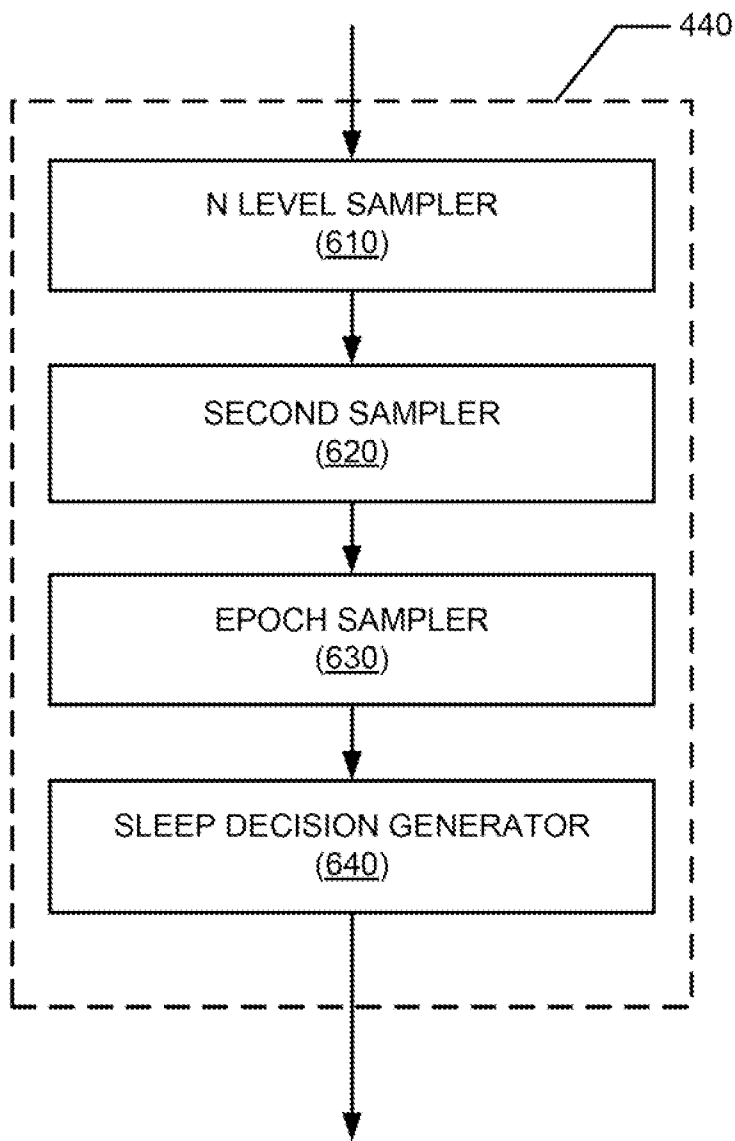 440
N LEVEL SAMPLER
(610)
SECOND SAMPLER
(620)
EPOCH SAMPLER
(630)
SLEEP DECISION GENERATOR
(640)